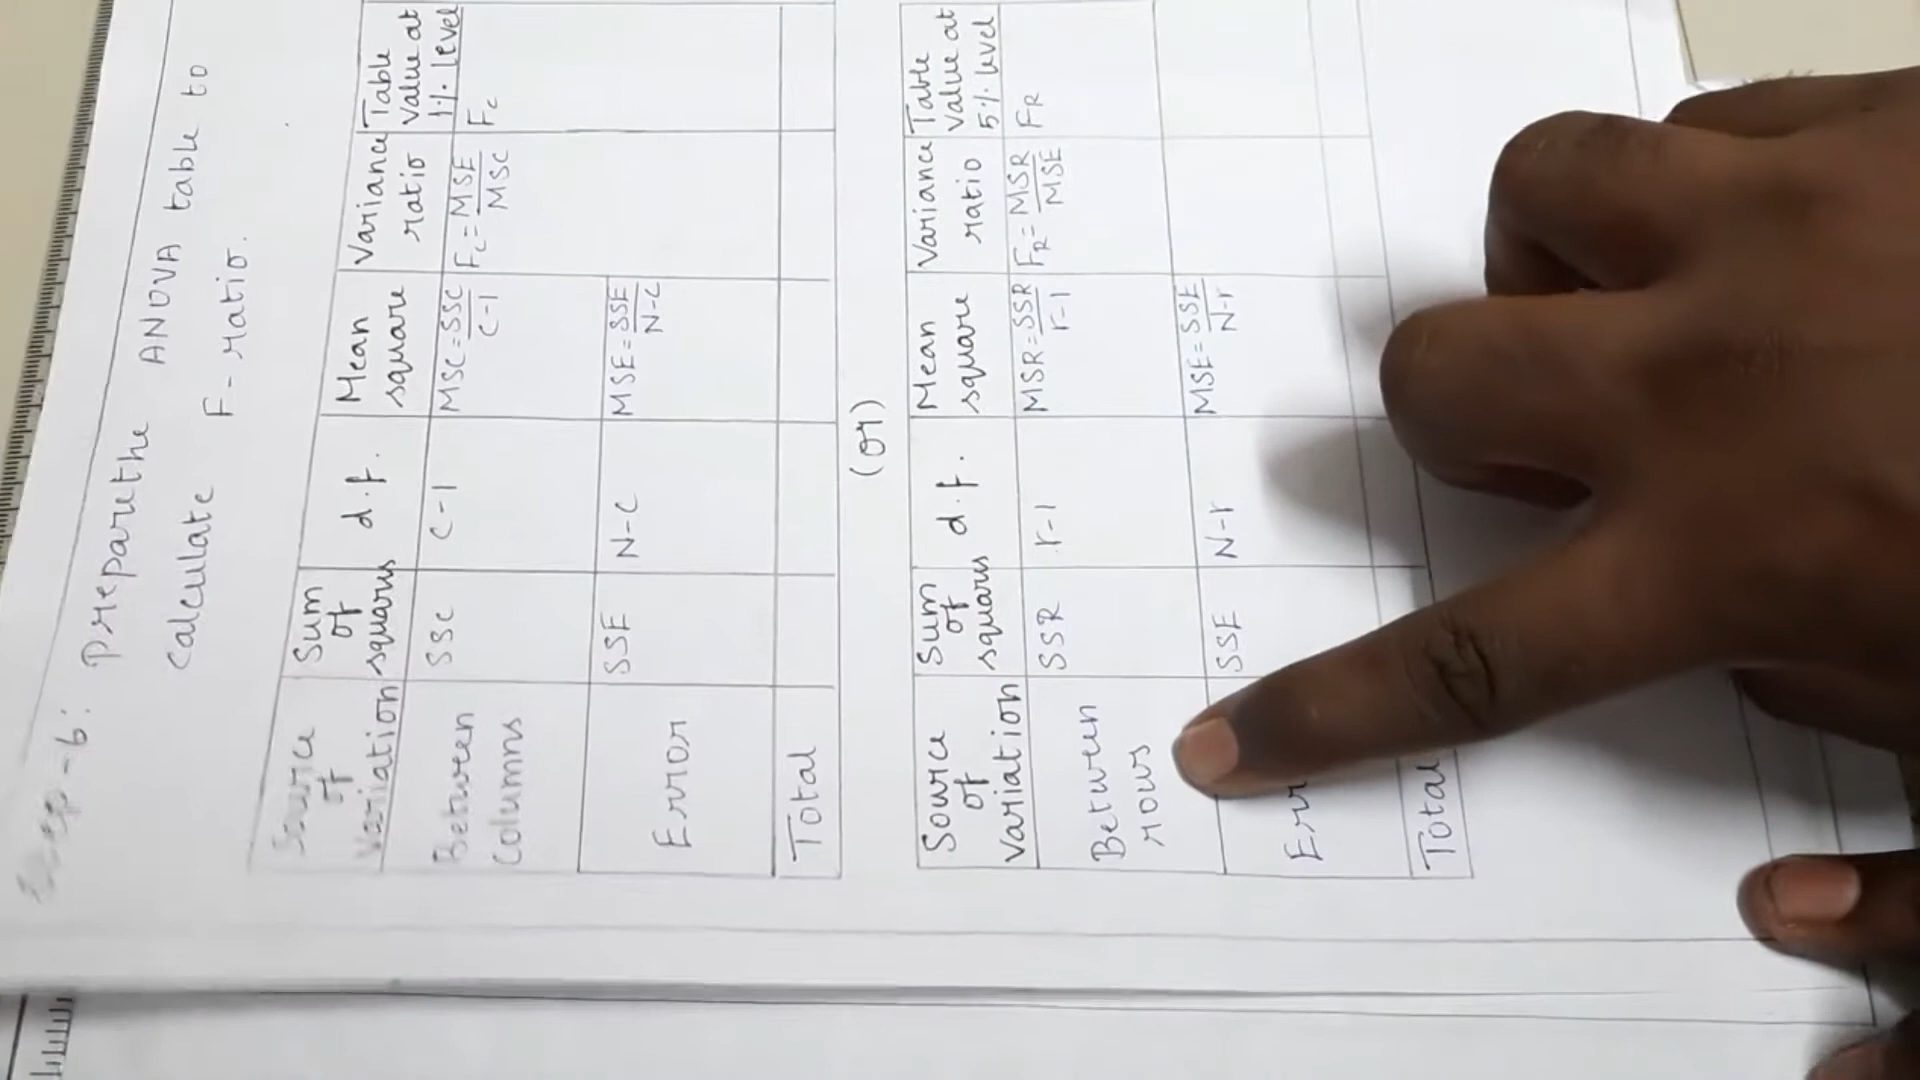 Step-6: Preparethe ANOVA table to
Calculate F-ratio.
Source of Variation | Sum of squares | d.f. | Mean square | Variance ratio | Table Value at 1% level
Between Columns | SSC | C-1 | MSC = SSC/C-1 | Fc = MSE/MSC | Fc
Error | SSE | N-C | MSE = SSE/N-C
Total
(or)
Source of Variation | Sum of squares | d.f. | Mean square | Variance ratio | Table Value at 5% level
Between rows | SSR | r-1 | MSR = SSR/r-1 | FR = MSR/MSE | FR
Err | SSE | N-r | MSE = SSE/N-r
Total